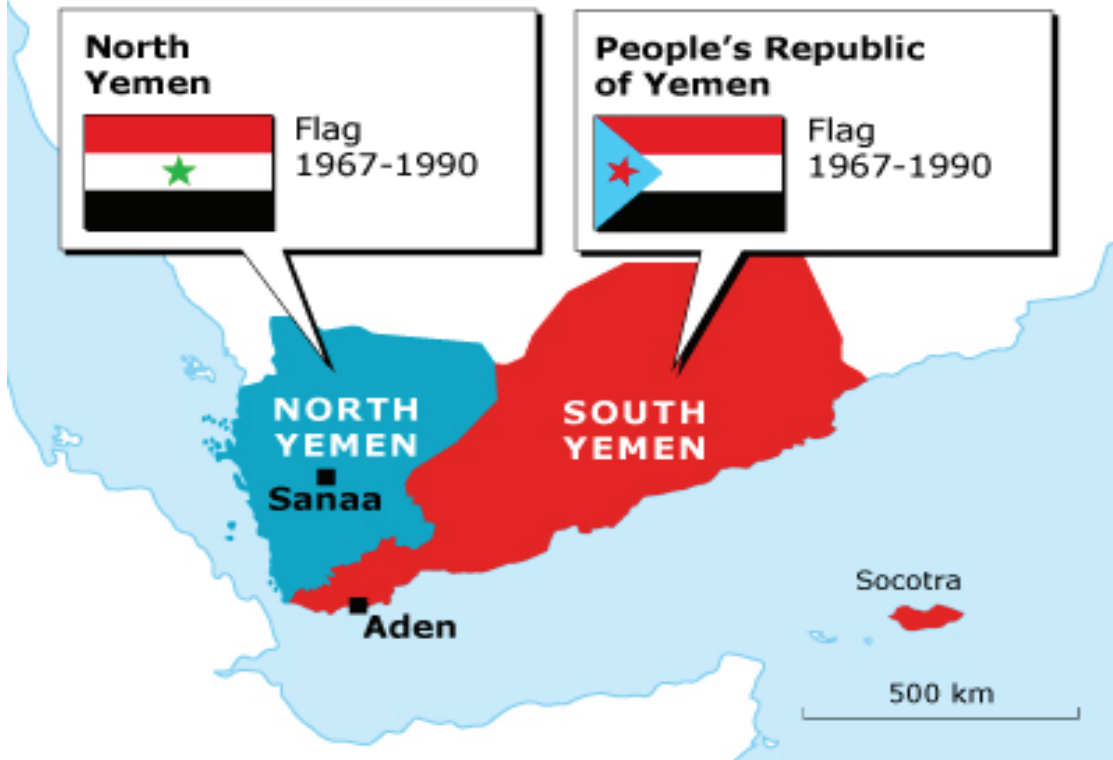 North
Yemen
Flag
1967-1990
People’s Republic
of Yemen
Flag
1967-1990
NORTH
YEMEN
SOUTH
YEMEN
Sanaa
Aden
Socotra
500 km